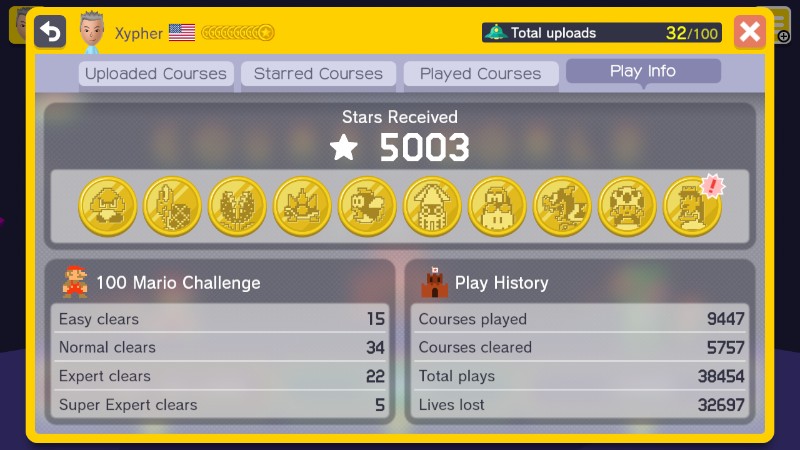 Xypher
Total uploads 32/100
Uploaded Courses
Starred Courses
Played Courses
Play Info
Stars Received
5003
!
100 Mario Challenge
Easy clears 15
Normal clears 34
Expert clears 22
Super Expert clears 5
Play History
Courses played 9447
Courses cleared 5757
Total plays 38454
Lives lost 32697